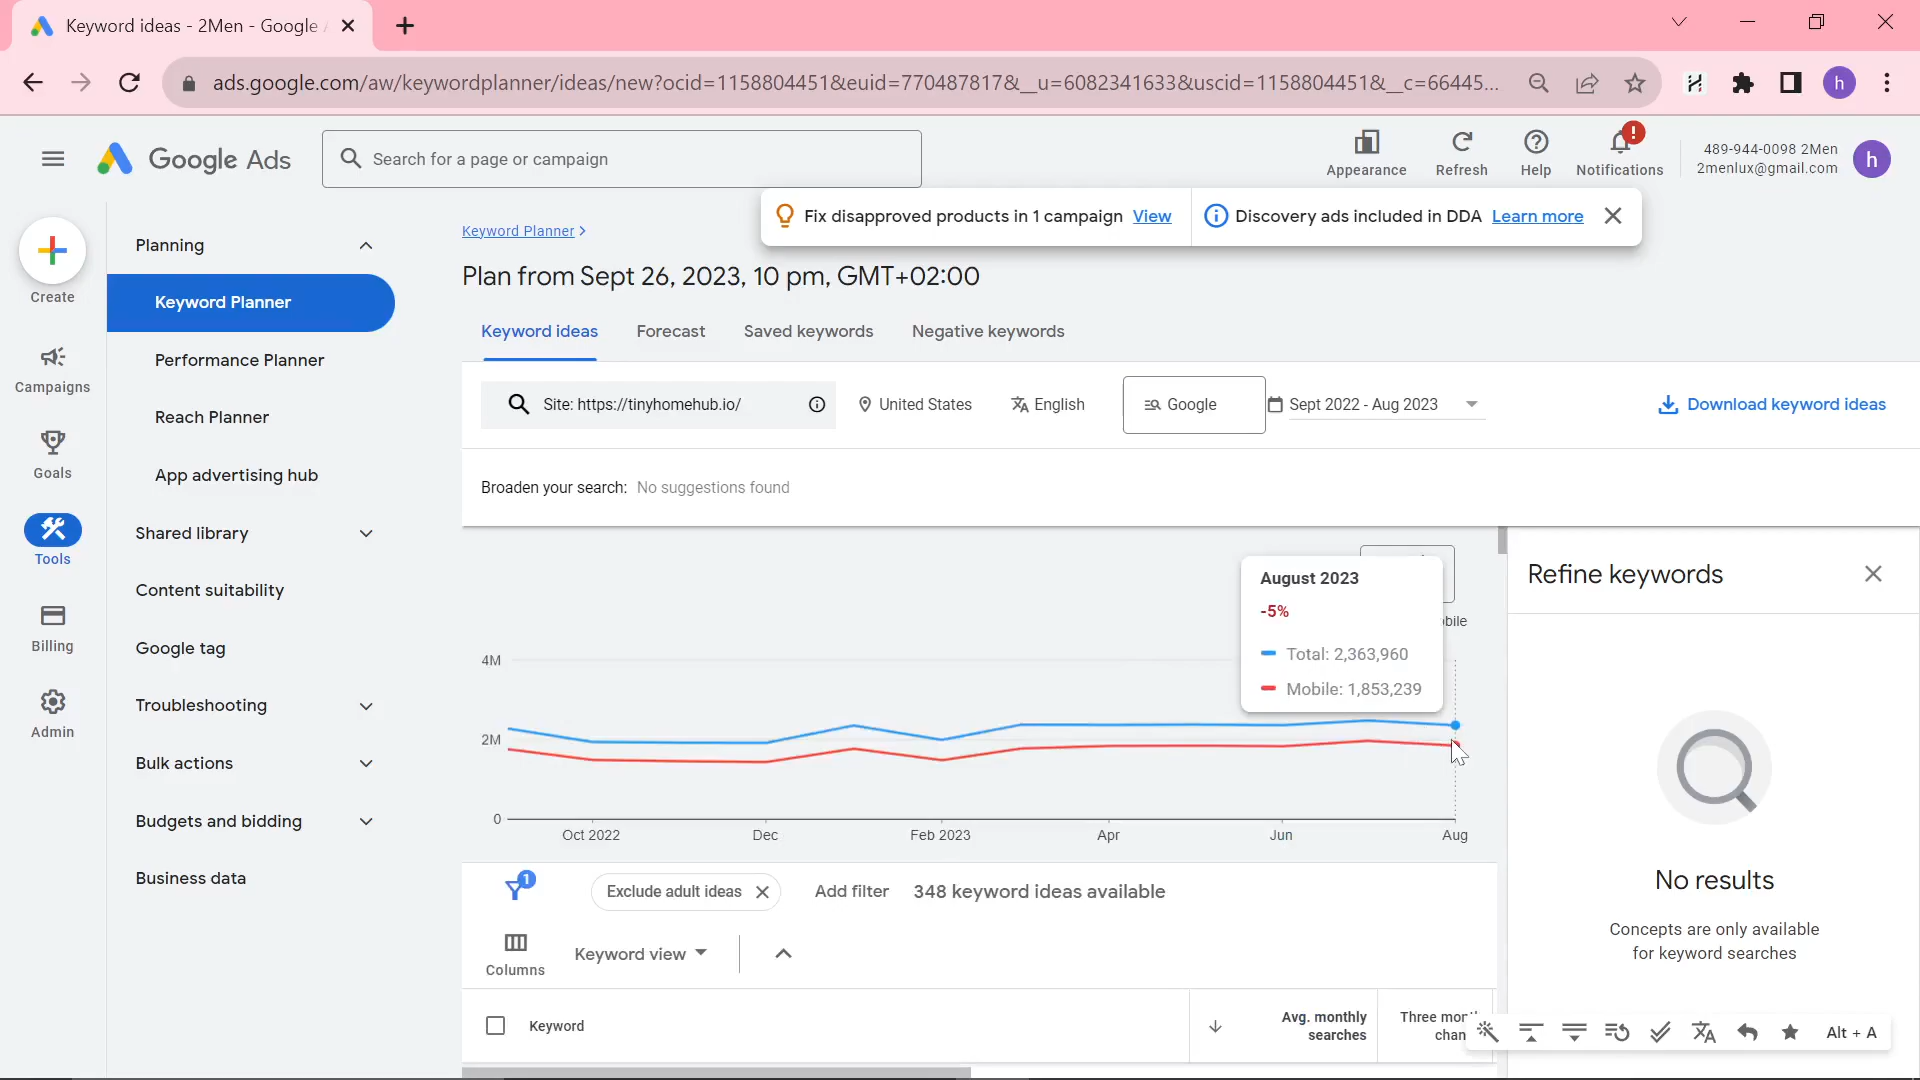 Keyword ideas - 2Men - Google
ads.google.com/aw/keywordplanner/ideas/new?ocid=1158804451&euid=770487817&__u=6082341633&uscid=1158804451&__c=66445...
h
Google Ads
Search for a page or campaign
Appearance
Refresh
Help
!
Notifications
489-944-0098 2Men
2menlux@gmail.com
h
Fix disapproved products in 1 campaign View
Discovery ads included in DDA Learn more
Create
Campaigns
Goals
Tools
Billing
Admin
Planning
Keyword Planner
Performance Planner
Reach Planner
App advertising hub
Shared library
Content suitability
Google tag
Troubleshooting
Bulk actions
Budgets and bidding
Business data
Keyword Planner
Plan from Sept 26, 2023, 10 pm, GMT+02:00
Keyword ideas
Forecast
Saved keywords
Negative keywords
Site: https://tinyhomehub.io/
United States
English
Google
Sept 2022 - Aug 2023
Download keyword ideas
Broaden your search: No suggestions found
August 2023
-5%
Total: 2,363,960
Mobile: 1,853,239
bile
4M
2M
0
Oct 2022
Dec
Feb 2023
Apr
Jun
Aug
1
Exclude adult ideas
Add filter
348 keyword ideas available
Columns
Keyword view
Keyword
Avg. monthly
searches
Three mon
chan
Refine keywords
No results
Concepts are only available
for keyword searches
Alt + A